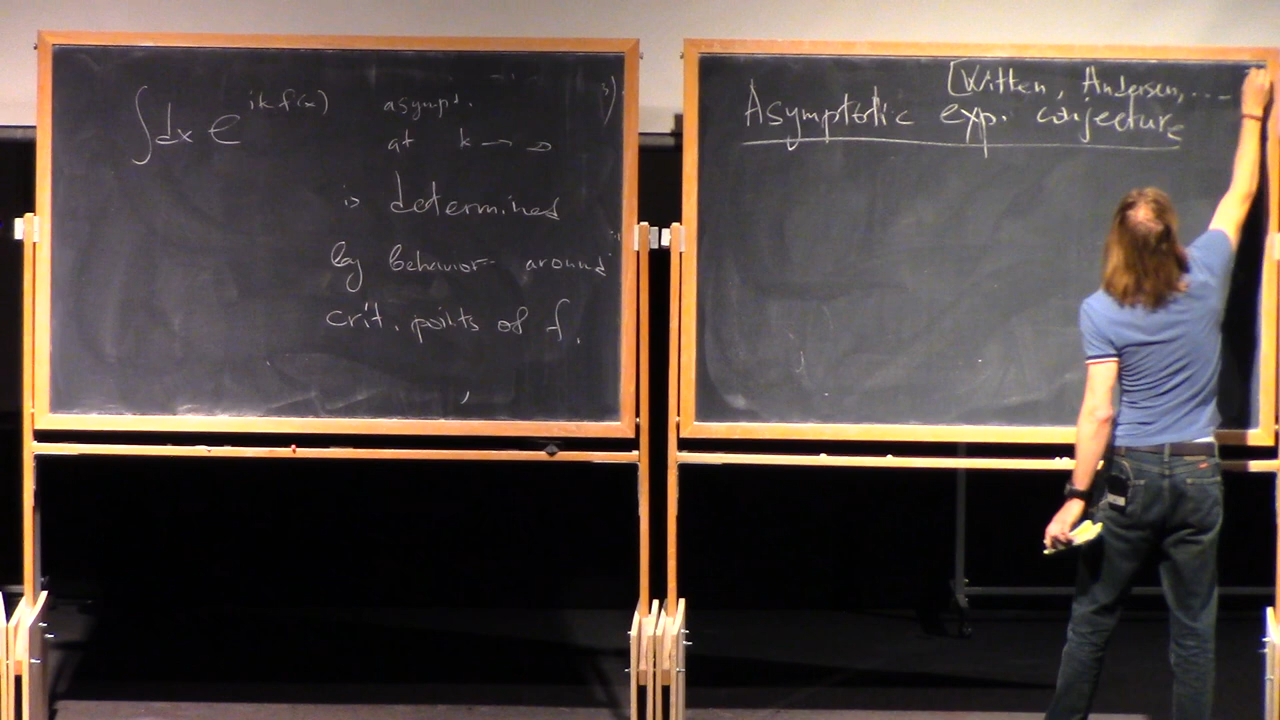 ∫dx e^{ikf(x)} asympt.
at k → ∞
is determined
by behavior around
crit. points of f.
[Witten, Andersen, ...
Asymptotic exp. conjecture